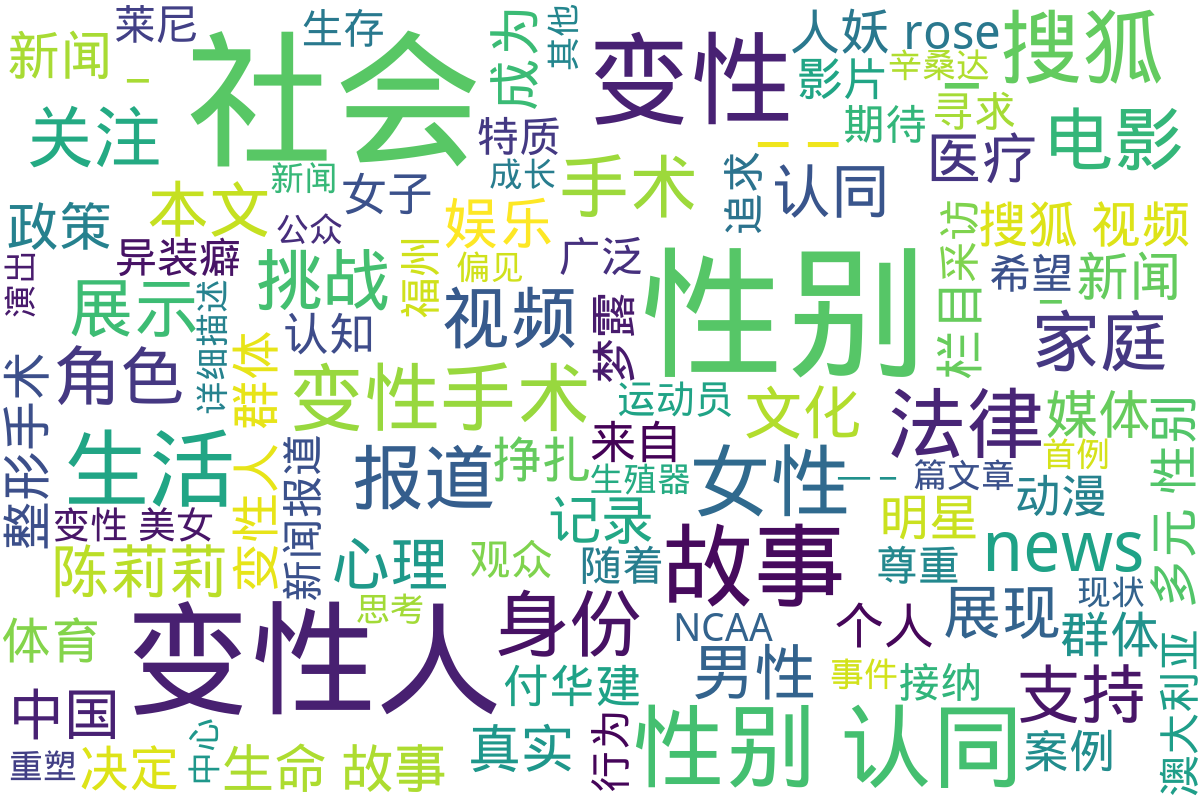 莱尼
生存
成为
其他
变性
人妖 rose
搜狐
新闻
社会
影片
辛桑达
关注
特质
期待
寻求
电影
新闻
成长
手术
追求
认同
医疗
本文
女子
政策
公众
娱乐
广泛
采访
搜狐 视频
异装癖
挑战
福州
偏见
性别
栏目
希望
新闻
演出
展示
详细描述
认知
视频
梦露
家庭
角色
群体
变性手术
运动员
文化
法律
媒体
性别
整形手术
生活
变性人
新闻报道
报道
挣扎
来自
生殖器
女性
篇文章
首例
动漫
变性 美女
记录
故事
明星
news
多元
陈莉莉
心理
观众
随着
尊重
现状
变性人
思考
身份
NCAA
个人
展现
群体
体育
付华建
男性
事件
接纳
支持
澳大利亚
中国
行为
性别 认同
案例
重塑
决定
中心
生命 故事
真实